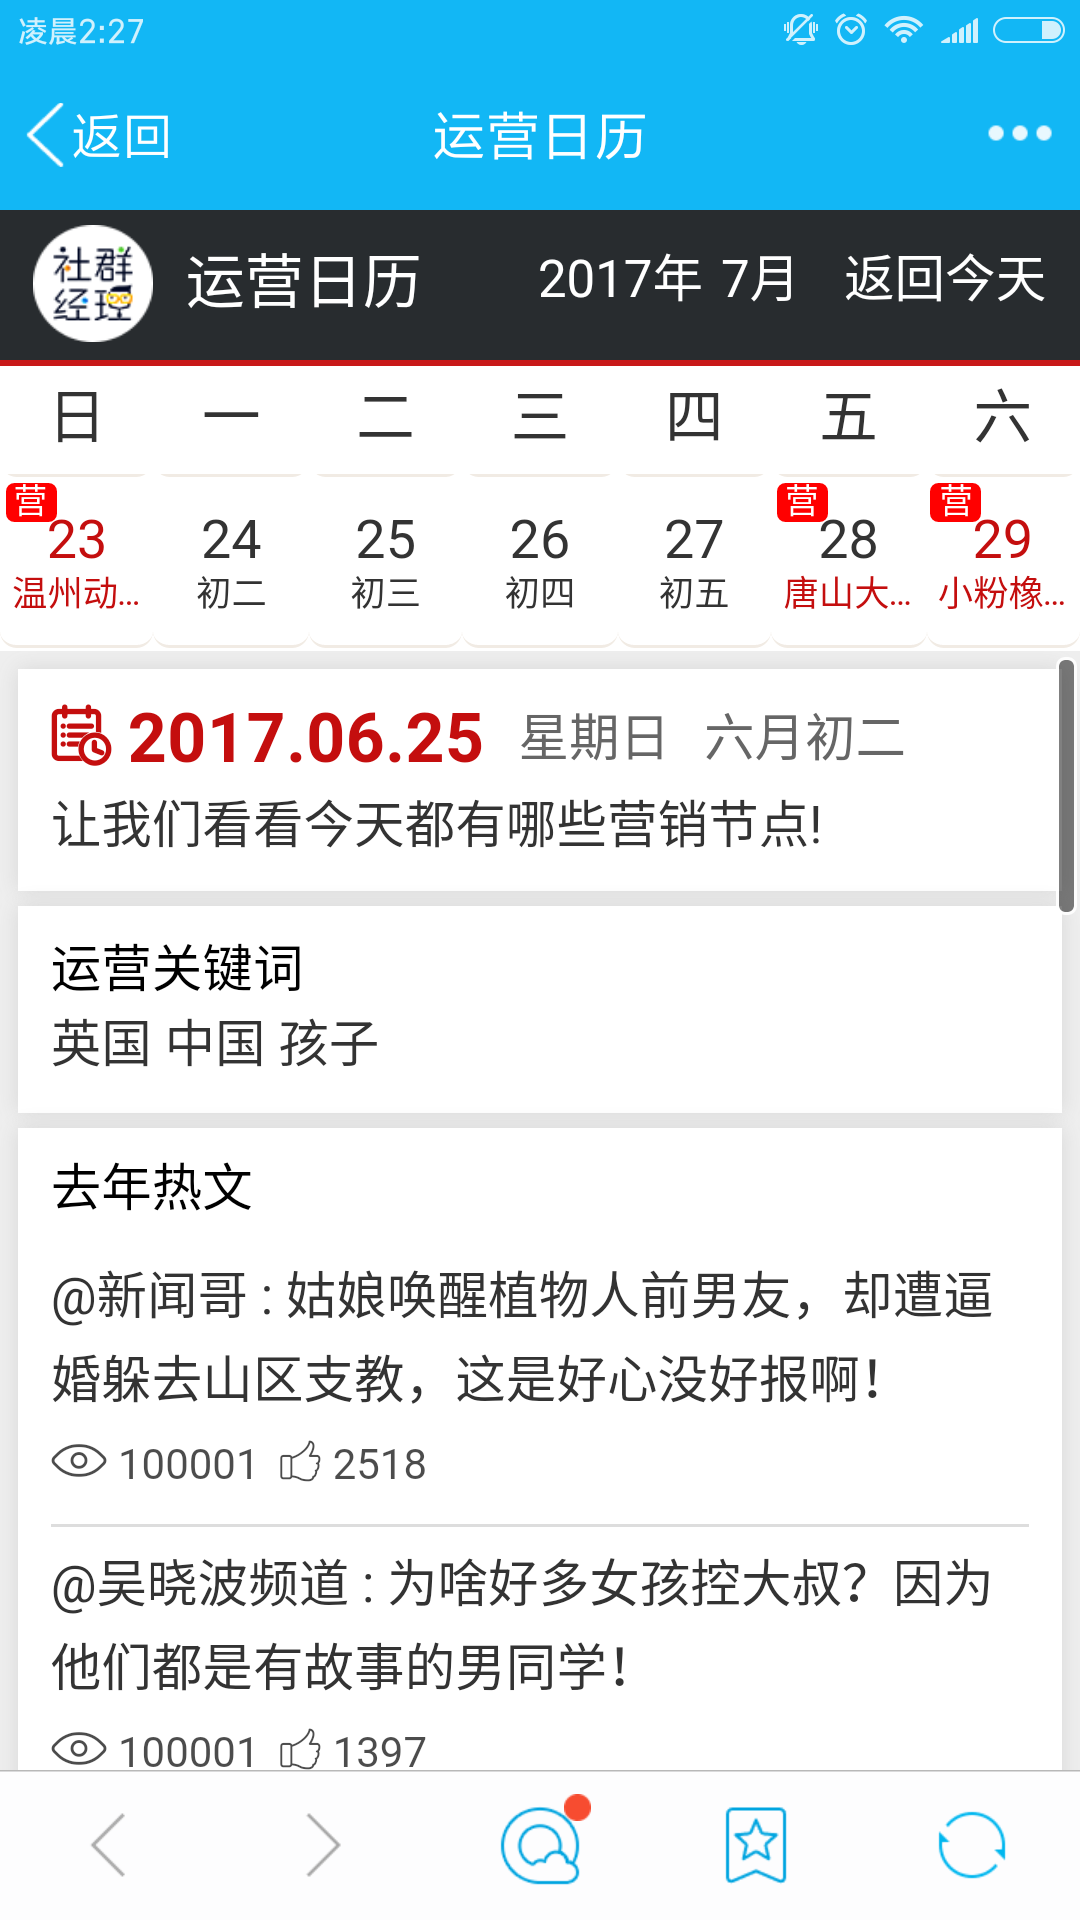 凌晨2:27
返回 运营日历
社群
经理
运营日历 2017年 7月 返回今天
日 一 二 三 四 五 六
营 营 营
23 24 25 26 27 28 29
温州动... 初二 初三 初四 初五 唐山大... 小粉橡...
2017.06.25 星期日 六月初二
让我们看看今天都有哪些营销节点!
运营关键词
英国 中国 孩子
去年热文
@新闻哥 : 姑娘唤醒植物人前男友，却遭逼
婚躲去山区支教，这是好心没好报啊！
100001 2518
@吴晓波频道 : 为啥好多女孩控大叔？因为
他们都是有故事的男同学！
100001 1397